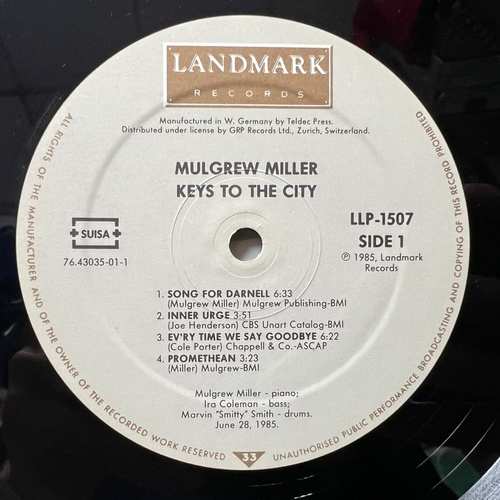 LANDMARK
RECORDS
Manufactured in W. Germany by Teldec Press.
Distributed under license by GRP Records Ltd., Zurich, Switzerland.
MULGREW MILLER
KEYS TO THE CITY
SUISA
76.43035-01-1
LLP-1507
SIDE 1
℗ 1985, Landmark
Records
1. SONG FOR DARNELL 6:33
(Mulgrew Miller) Mulgrew Publishing-BMI
2. INNER URGE 3:51
(Joe Henderson) CBS Unart Catalog-BMI
3. EV'RY TIME WE SAY GOODBYE 6:22
(Cole Porter) Chappell & Co.-ASCAP
4. PROMETHEAN 3:23
(Miller) Mulgrew-BMI
Mulgrew Miller - piano;
Ira Coleman - bass;
Marvin "Smitty" Smith - drums.
June 28, 1985.
ALL RIGHTS OF THE MANUFACTURER AND OF THE OWNER OF THE RECORDED WORK RESERVED
33
UNAUTHORISED PUBLIC PERFORMANCE BROADCASTING AND COPYING OF THIS RECORD PROHIBITED